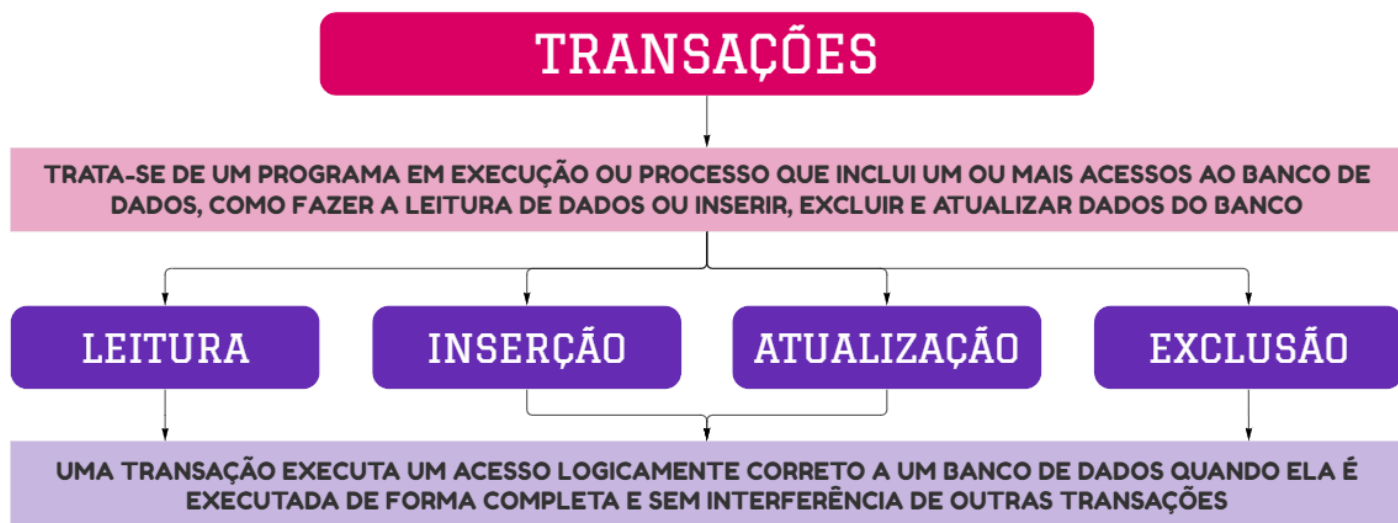 TRANSAÇÕES
TRATA-SE DE UM PROGRAMA EM EXECUÇÃO OU PROCESSO QUE INCLUI UM OU MAIS ACESSOS AO BANCO DE
DADOS, COMO FAZER A LEITURA DE DADOS OU INSERIR, EXCLUIR E ATUALIZAR DADOS DO BANCO
LEITURA
INSERÇÃO
ATUALIZAÇÃO
EXCLUSÃO
UMA TRANSAÇÃO EXECUTA UM ACESSO LOGICAMENTE CORRETO A UM BANCO DE DADOS QUANDO ELA É
EXECUTADA DE FORMA COMPLETA E SEM INTERFERÊNCIA DE OUTRAS TRANSAÇÕES